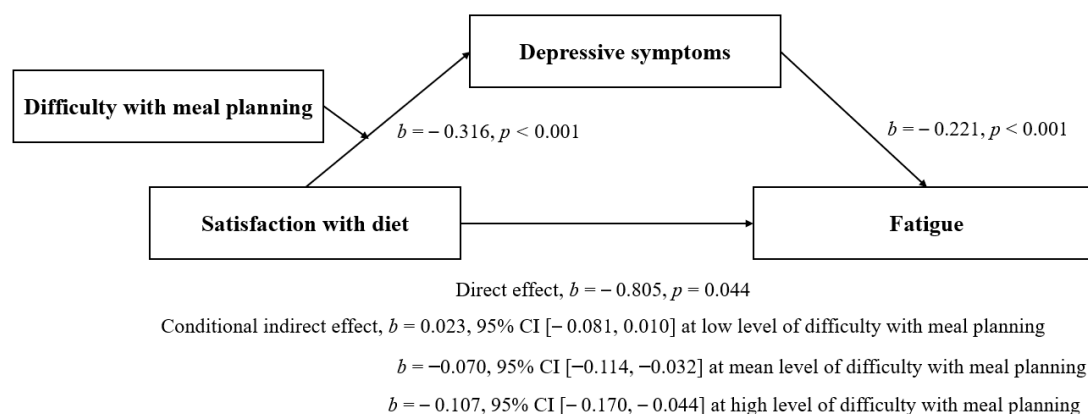 Depressive symptoms
Difficulty with meal planning
b = − 0.316, p < 0.001
b = − 0.221, p < 0.001
Satisfaction with diet
Fatigue
Direct effect, b = − 0.805, p = 0.044
Conditional indirect effect, b = 0.023, 95% CI [− 0.081, 0.010] at low level of difficulty with meal planning
b = −0.070, 95% CI [−0.114, −0.032] at mean level of difficulty with meal planning
b = − 0.107, 95% CI [− 0.170, - 0.044] at high level of difficulty with meal planning